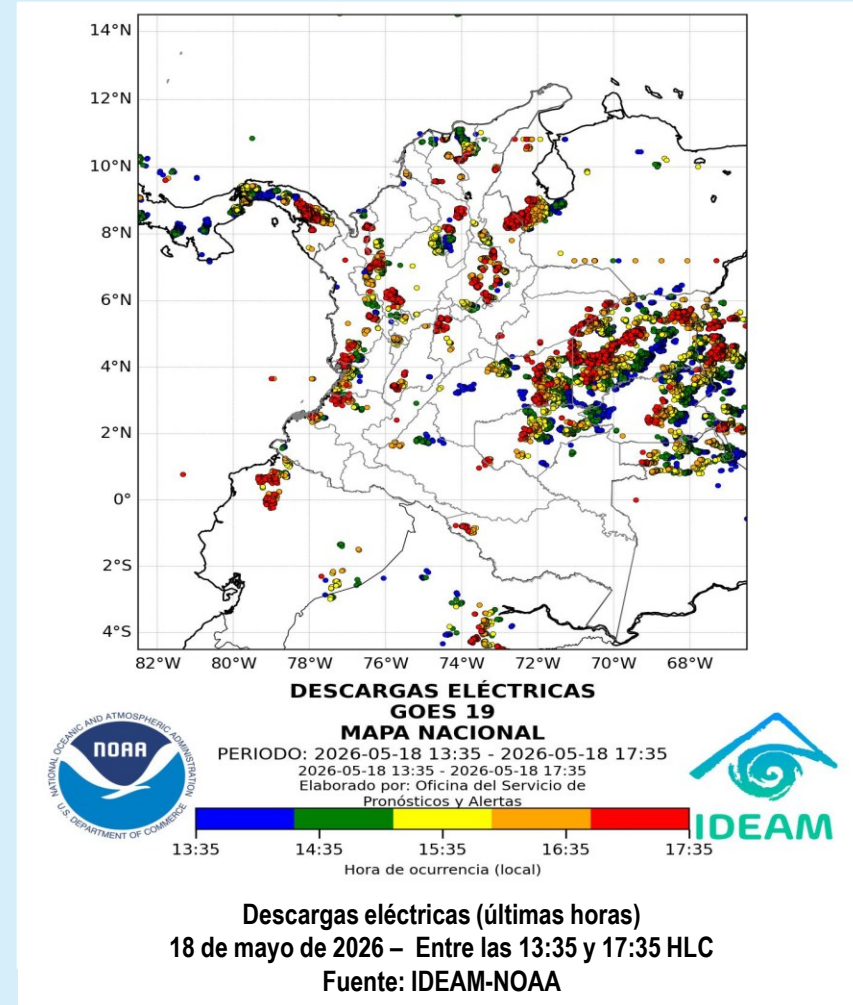 14°N
12°N
10°N
8°N
6°N
4°N
2°N
0°
2°S
4°S
82°W 80°W 78°W 76°W 74°W 72°W 70°W 68°W
DESCARGAS ELÉCTRICAS
GOES 19
MAPA NACIONAL
PERIODO: 2026-05-18 13:35 - 2026-05-18 17:35
2026-05-18 13:35 - 2026-05-18 17:35
Elaborado por: Oficina del Servicio de
Pronósticos y Alertas
NATIONAL OCEANIC AND ATMOSPHERIC ADMINISTRATION
NOAA
U.S. DEPARTMENT OF COMMERCE
IDEAM
13:35 14:35 15:35 16:35 17:35
Hora de ocurrencia (local)
Descargas eléctricas (últimas horas)
18 de mayo de 2026 – Entre las 13:35 y 17:35 HLC
Fuente: IDEAM-NOAA